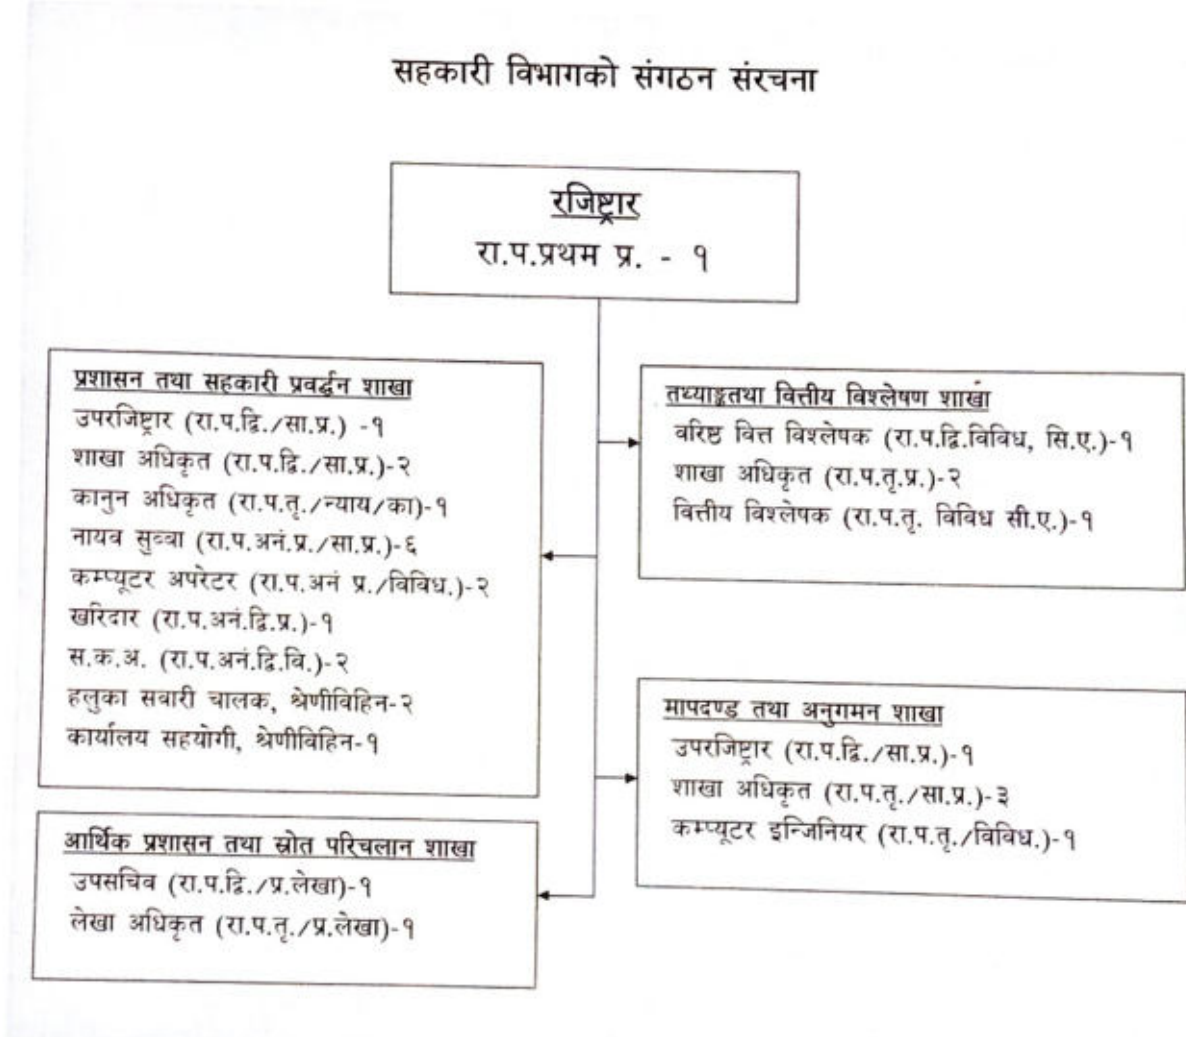 सहकारी विभागको संगठन संरचना
रजिष्ट्रार
रा.प.प्रथम प्र. - १
प्रशासन तथा सहकारी प्रवर्द्धन शाखा
उपरजिष्ट्रार (रा.प.द्वि./सा.प्र.) -१
शाखा अधिकृत (रा.प.द्वि./सा.प्र.)-२
कानुन अधिकृत (रा.प.तृ./न्याय/का)-१
नायव सुब्बा (रा.प.अनं.प्र./सा.प्र.)-६
कम्प्यूटर अपरेटर (रा.प.अनं प्र./विविध.)-२
खरिदार (रा.प.अनं.द्वि.प्र.)-१
स.क.अ. (रा.प.अनं.द्वि.वि.)-२
हलुका सवारी चालक, श्रेणीविहिन-२
कार्यालय सहयोगी, श्रेणीविहिन-१
तथ्याङ्कतथा वित्तीय विश्लेषण शाखा
वरिष्ठ वित्त विश्लेषक (रा.प.द्वि.विविध, सि.ए.)-१
शाखा अधिकृत (रा.प.तृ.प्र.)-२
वित्तीय विश्लेषक (रा.प.तृ. विविध सी.ए.)-१
मापदण्ड तथा अनुगमन शाखा
उपरजिष्ट्रार (रा.प.द्वि./सा.प्र.)-१
शाखा अधिकृत (रा.प.तृ./सा.प्र.)-३
कम्प्यूटर इन्जिनियर (रा.प.तृ./विविध.)-१
आर्थिक प्रशासन तथा स्रोत परिचलान शाखा
उपसचिव (रा.प.द्वि./प्र.लेखा)-१
लेखा अधिकृत (रा.प.तृ./प्र.लेखा)-१